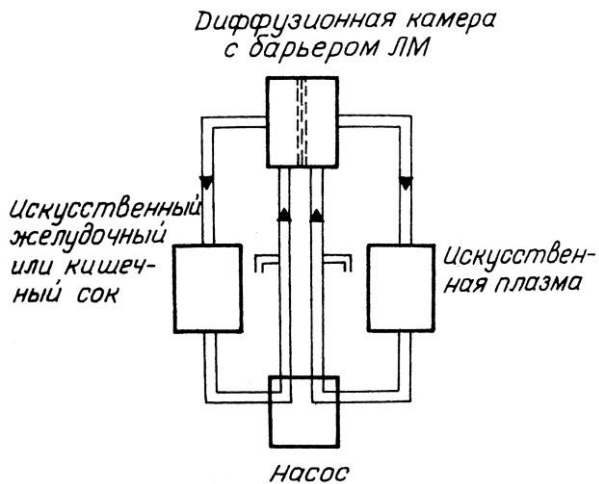 Диффузионная камера
с барьером ЛМ
Искусственный
желудочный
или кишеч-
ный сок
Искусствен-
ная плазма
Насос